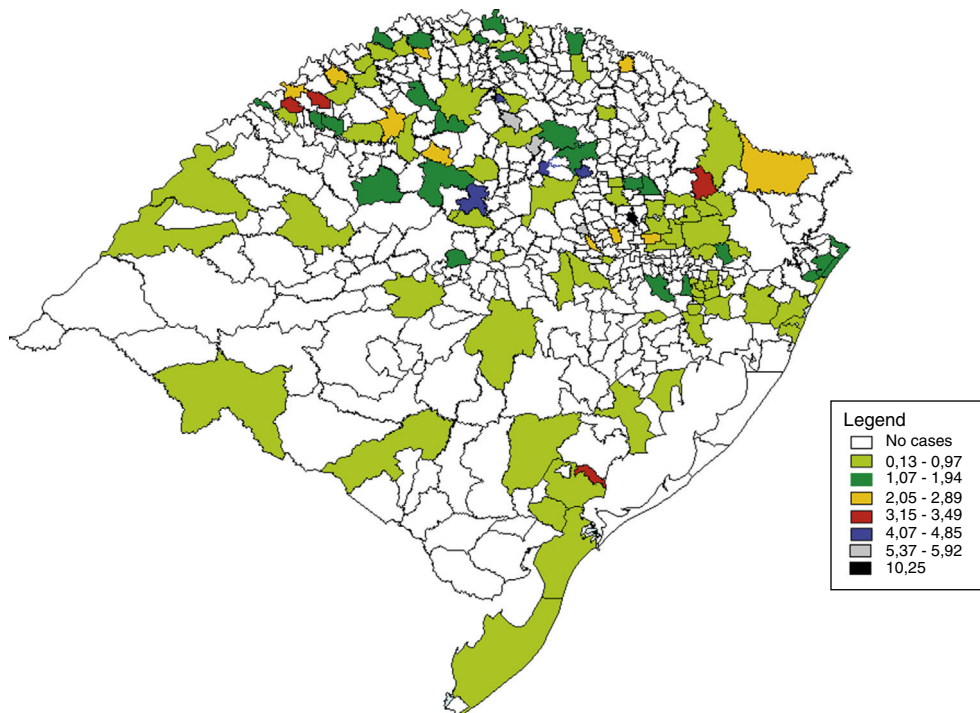 Legend
No cases
0,13 - 0,97
1,07 - 1,94
2,05 - 2,89
3,15 - 3,49
4,07 - 4,85
5,37 - 5,92
10,25